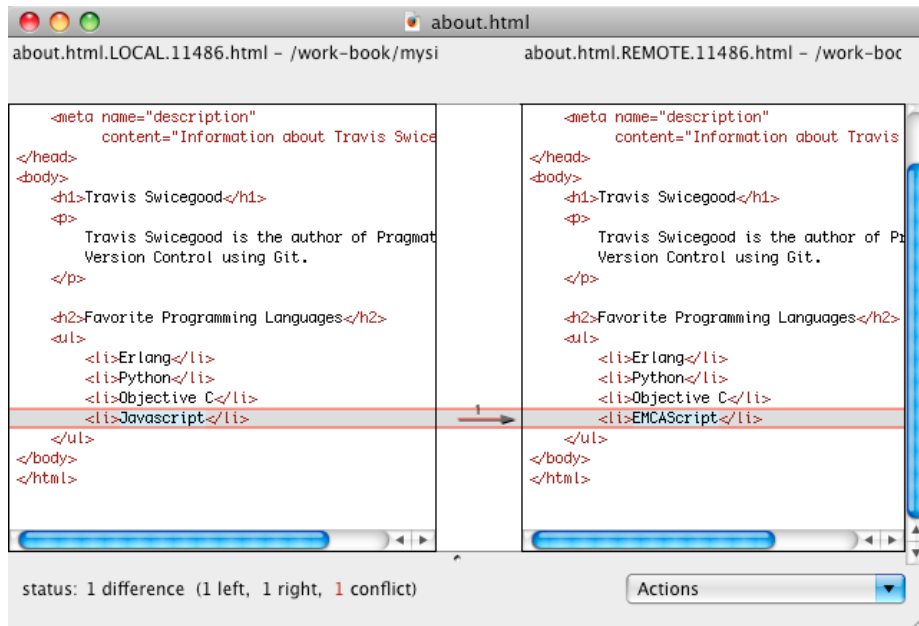 about.html
about.html.LOCAL.11486.html - /work-book/mysi
about.html.REMOTE.11486.html - /work-boc
<meta name="description"
content="Information about Travis Swice
</head>
<body>
<h1>Travis Swicegood</h1>
<p>
Travis Swicegood is the author of Pragmat
Version Control using Git.
</p>
<h2>Favorite Programming Languages</h2>
<ul>
<li>Erlang</li>
<li>Python</li>
<li>Objective C</li>
<li>Javascript</li>
</ul>
</body>
</html>
1
<meta name="description"
content="Information about Travis
</head>
<body>
<h1>Travis Swicegood</h1>
<p>
Travis Swicegood is the author of Pr
Version Control using Git.
</p>
<h2>Favorite Programming Languages</h2>
<ul>
<li>Erlang</li>
<li>Python</li>
<li>Objective C</li>
<li>EMCAScript</li>
</ul>
</body>
</html>
status: 1 difference (1 left, 1 right, 1 conflict)
Actions